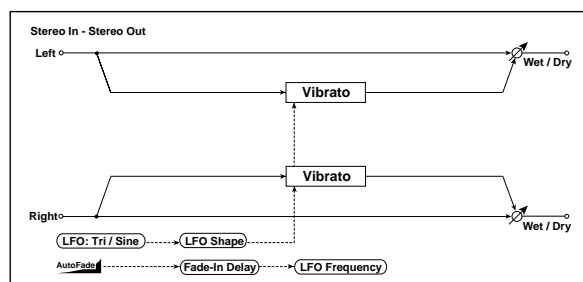 Stereo In - Stereo Out
Left
Wet / Dry
Vibrato
Vibrato
Right
Wet / Dry
LFO: Tri / Sine
LFO Shape
AutoFade
Fade-In Delay
LFO Frequency